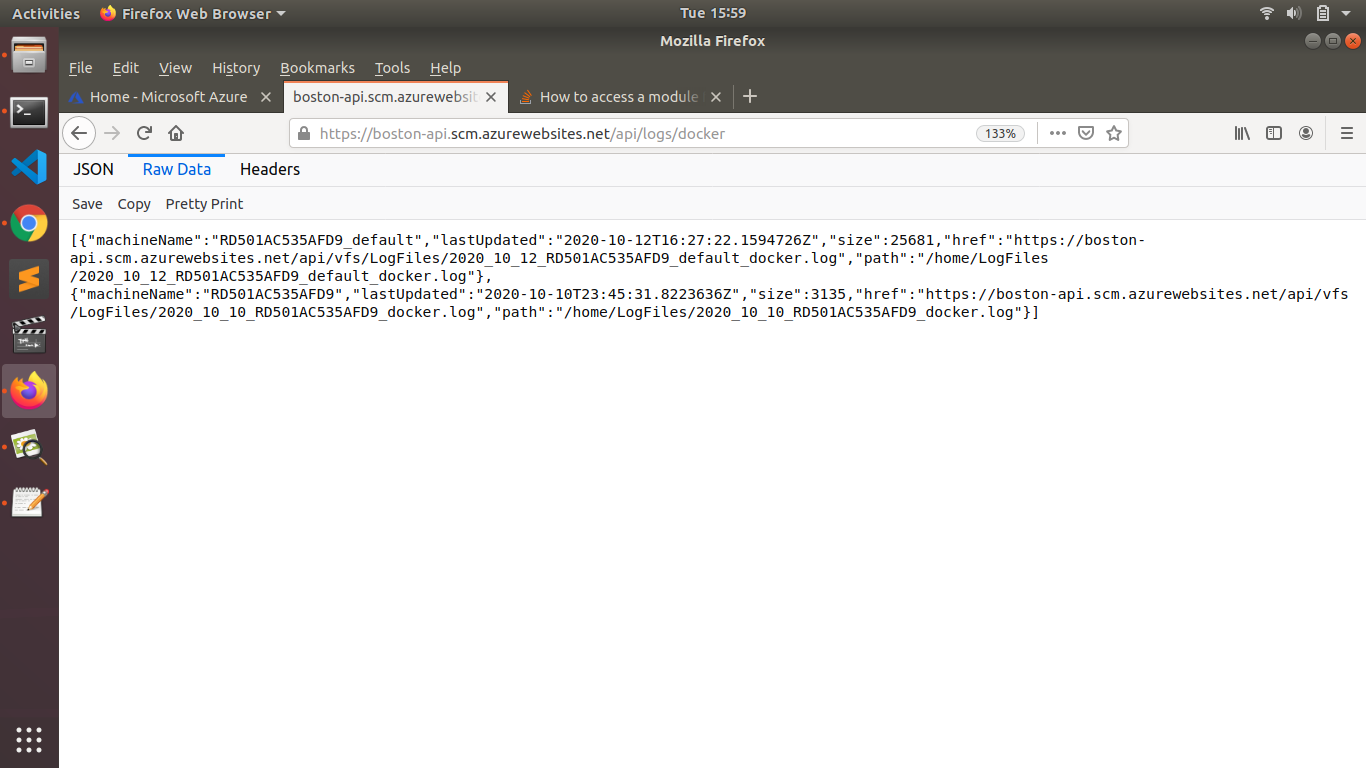 Activities Firefox Web Browser Tue 15:59
Mozilla Firefox
File Edit View History Bookmarks Tools Help
Home - Microsoft Azure boston-api.scm.azurewebsit How to access a module
https://boston-api.scm.azurewebsites.net/api/logs/docker 133%
JSON Raw Data Headers
Save Copy Pretty Print
[{"machineName":"RD501AC535AFD9_default","lastUpdated":"2020-10-12T16:27:22.1594726Z","size":25681,"href":"https://boston-
api.scm.azurewebsites.net/api/vfs/LogFiles/2020_10_12_RD501AC535AFD9_default_docker.log","path":"/home/LogFiles
/2020_10_12_RD501AC535AFD9_default_docker.log"},
{"machineName":"RD501AC535AFD9","lastUpdated":"2020-10-10T23:45:31.8223636Z","size":3135,"href":"https://boston-api.scm.azurewebsites.net/api/vfs
/LogFiles/2020_10_10_RD501AC535AFD9_docker.log","path":"/home/LogFiles/2020_10_10_RD501AC535AFD9_docker.log"}]